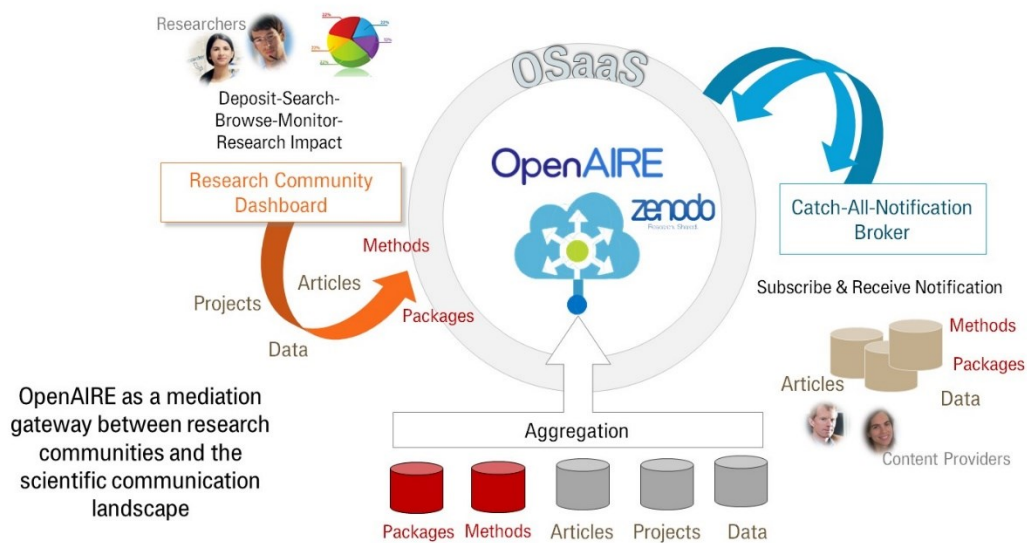 Researchers
Deposit-Search-
Browse-Monitor-
Research Impact
Research Community
Dashboard
Methods
Articles
Projects
Packages
Data
OpenAIRE as a mediation
gateway between research
communities and the
scientific communication
landscape
OSaaS
OpenAIRE
zenodo
Aggregation
Packages
Methods
Articles
Projects
Data
Catch-All-Notification
Broker
Subscribe & Receive Notification
Methods
Packages
Articles
Data
Content Providers